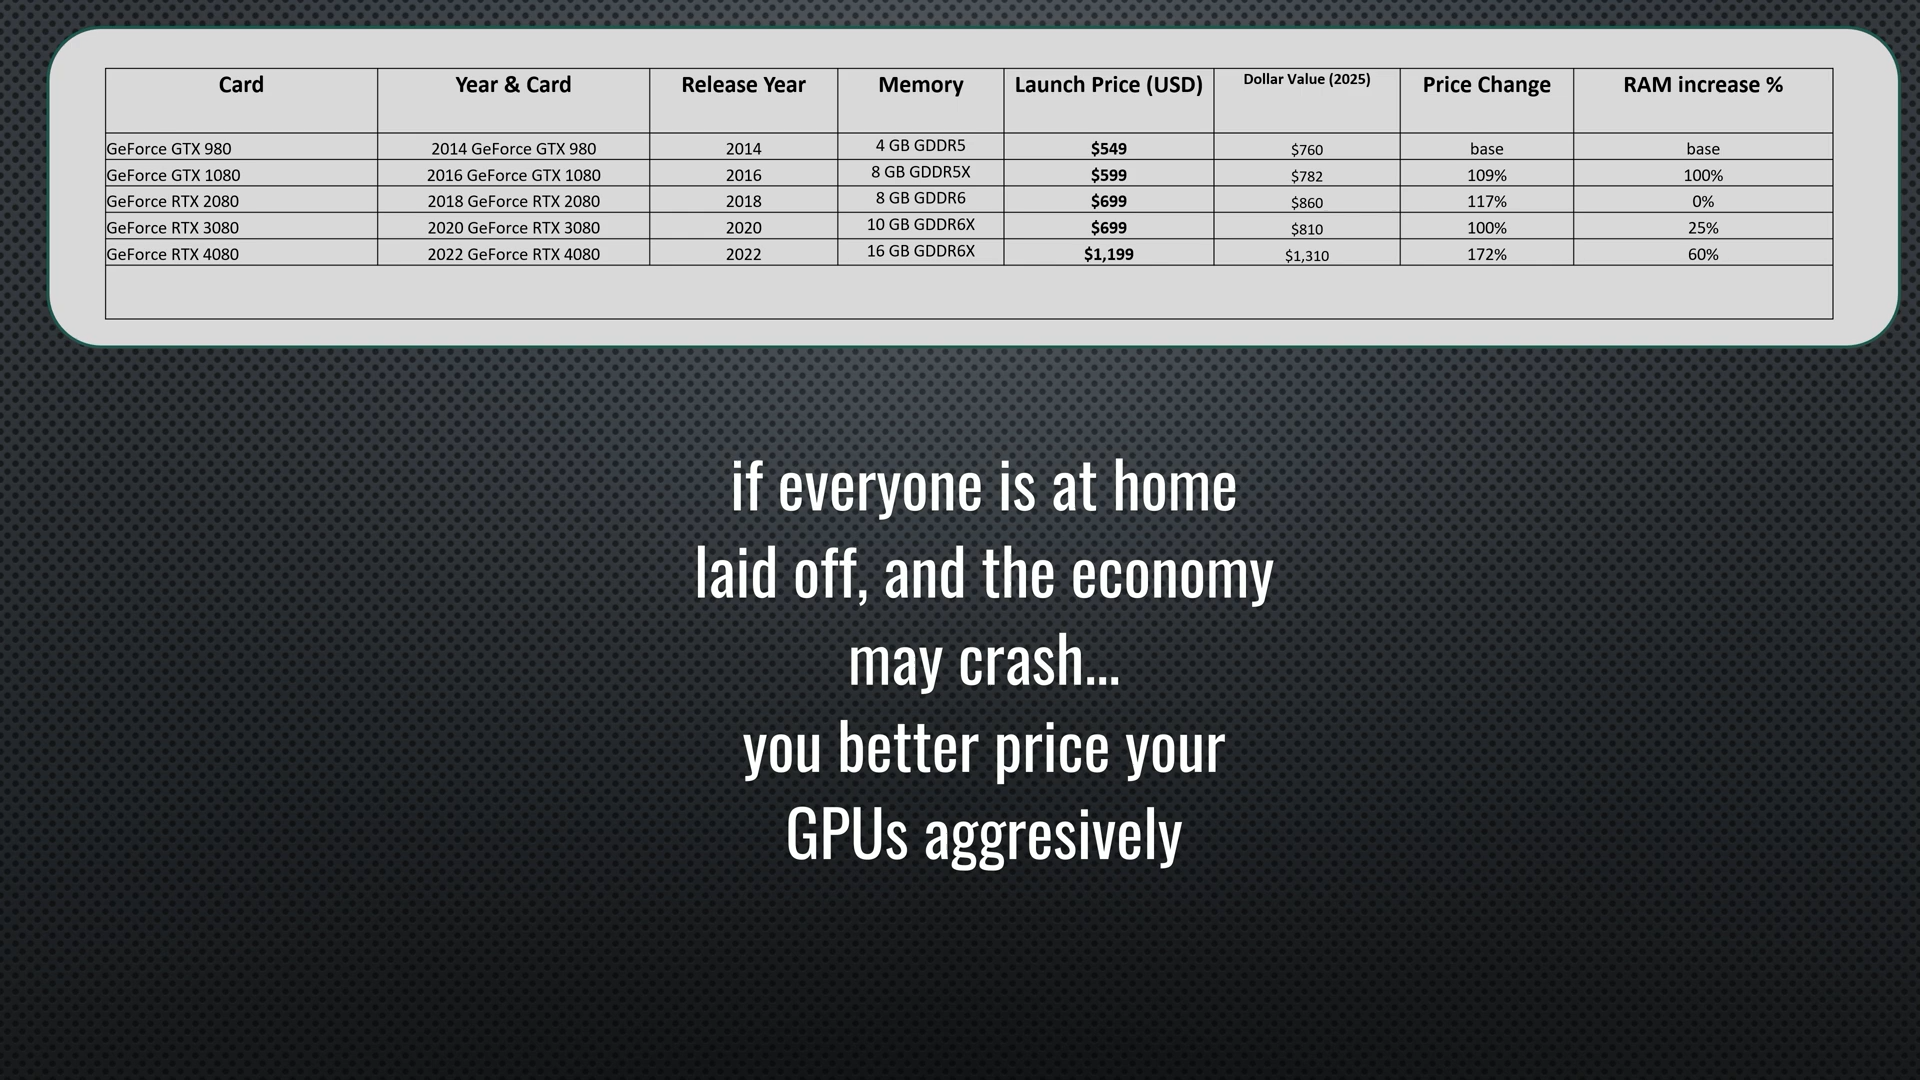 Card Year & Card Release Year Memory Launch Price (USD) Dollar Value (2025) Price Change RAM increase %
GeForce GTX 980 2014 GeForce GTX 980 2014 4 GB GDDR5 $549 $760 base base
GeForce GTX 1080 2016 GeForce GTX 1080 2016 8 GB GDDR5X $599 $782 109% 100%
GeForce RTX 2080 2018 GeForce RTX 2080 2018 8 GB GDDR6 $699 $860 117% 0%
GeForce RTX 3080 2020 GeForce RTX 3080 2020 10 GB GDDR6X $699 $810 100% 25%
GeForce RTX 4080 2022 GeForce RTX 4080 2022 16 GB GDDR6X $1,199 $1,310 172% 60%
if everyone is at home
laid off, and the economy
may crash...
you better price your
GPUs aggresively